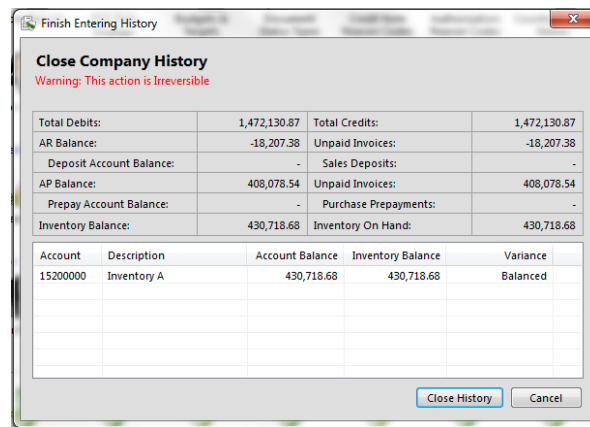 Finish Entering History
Close Company History
Warning: This action is Irreversible
Total Debits: 1,472,130.87 Total Credits: 1,472,130.87
AR Balance: -18,207.38 Unpaid Invoices: -18,207.38
Deposit Account Balance: - Sales Deposits: -
AP Balance: 408,078.54 Unpaid Invoices: 408,078.54
Prepay Account Balance: - Purchase Prepayments: -
Inventory Balance: 430,718.68 Inventory On Hand: 430,718.68
Account Description Account Balance Inventory Balance Variance
15200000 Inventory A 430,718.68 430,718.68 Balanced
Close History Cancel